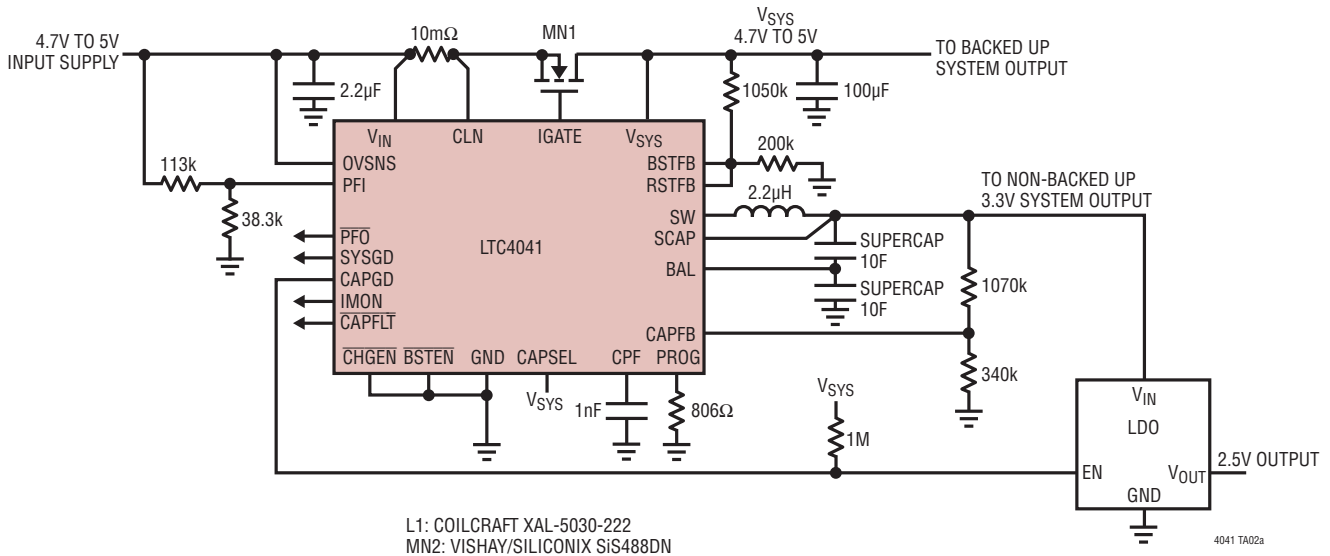 4.7V TO 5V
INPUT SUPPLY
10mΩ
MN1
VSYS
4.7V TO 5V
TO BACKED UP
SYSTEM OUTPUT
2.2µF
1050k
100µF
VIN
CLN
IGATE
VSYS
OVSNS
PFI
113k
38.3k
BSTFB
RSTFB
200k
2.2µH
TO NON-BACKED UP
3.3V SYSTEM OUTPUT
SW
SCAP
BAL
SUPERCAP
10F
SUPERCAP
10F
LTC4041
PFO
SYSGD
CAPGD
IMON
CAPFLT
1070k
CAPFB
340k
CHGEN
BSTEN
GND
CAPSEL
CPF
PROG
VSYS
1nF
806Ω
VSYS
1M
VIN
LDO
EN
VOUT
GND
2.5V OUTPUT
L1: COILCRAFT XAL-5030-222
MN2: VISHAY/SILICONIX SiS488DN
4041 TA02a